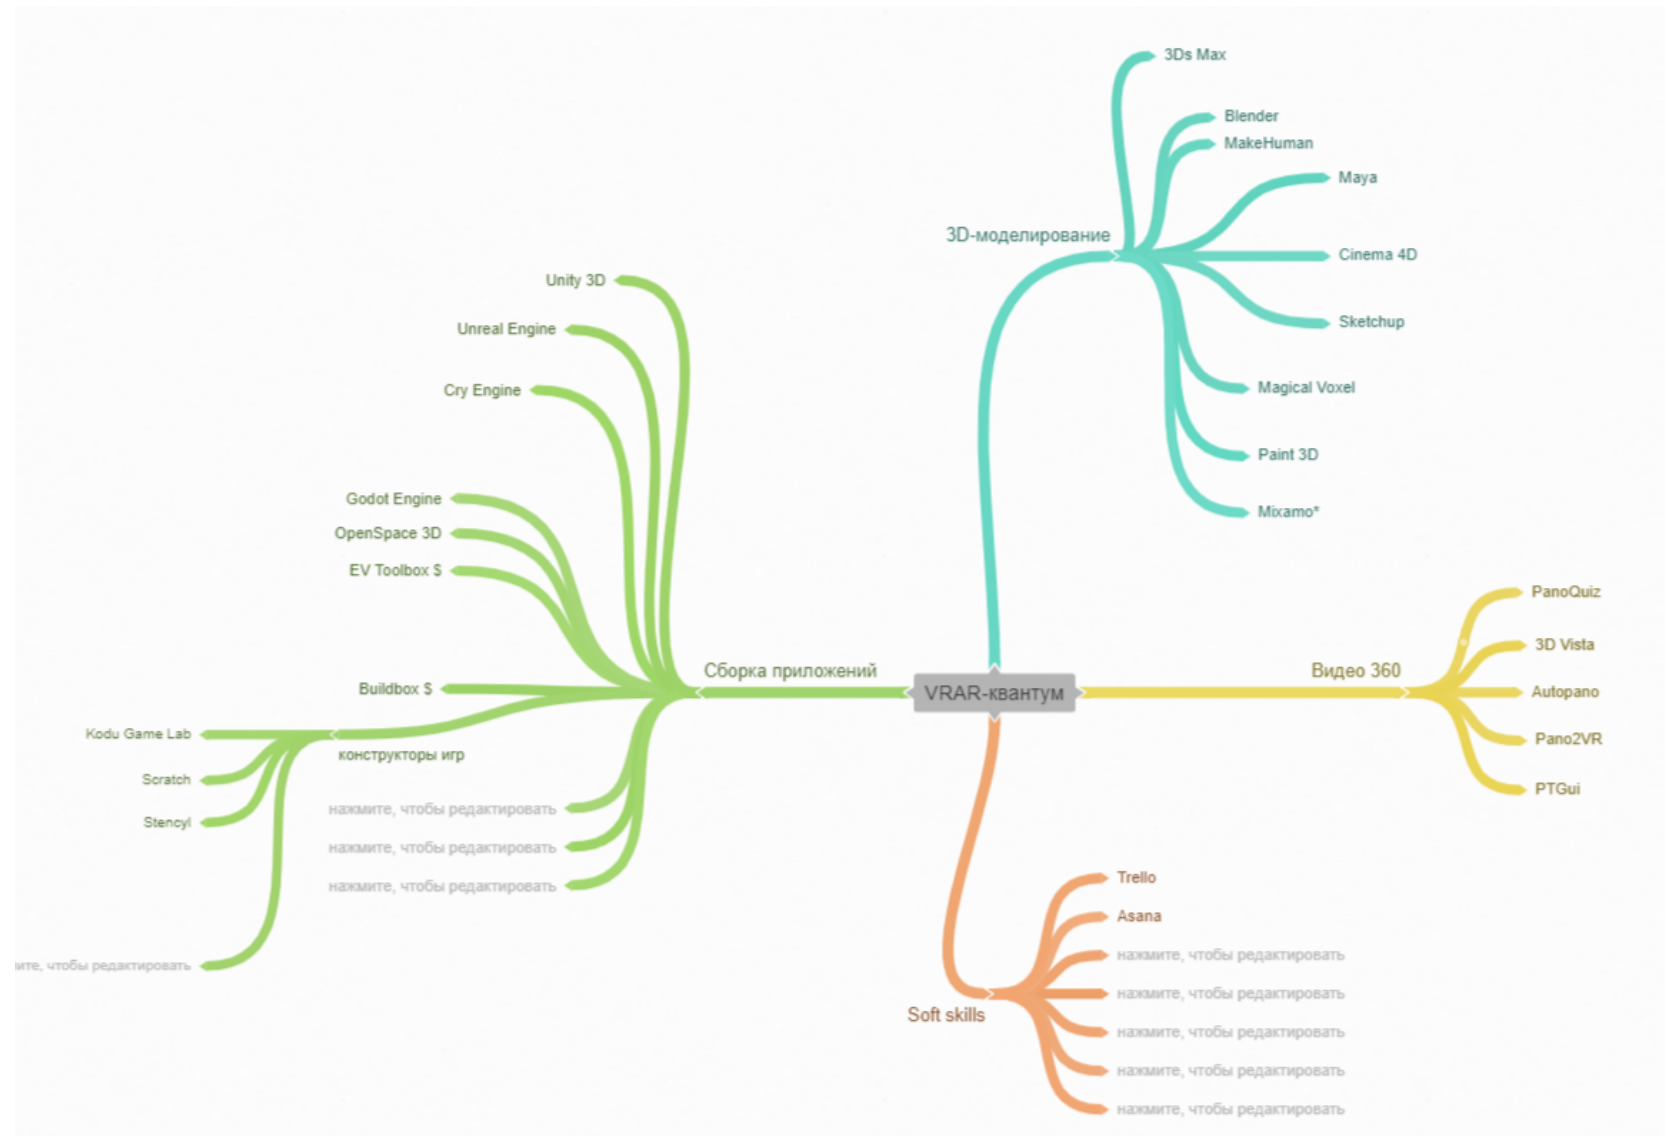 3Ds Max
Blender
MakeHuman
Maya
3D-моделирование
Cinema 4D
Sketchup
Magical Voxel
Paint 3D
Mixamo*
Unity 3D
Unreal Engine
Cry Engine
Godot Engine
OpenSpace 3D
EV Toolbox $
Сборка приложений
Buildbox $
Kodu Game Lab
конструкторы игр
Scratch
Stencyl
нажмите, чтобы редактировать
нажмите, чтобы редактировать
нажмите, чтобы редактировать
чтобы редактировать
VRAR-квантум
Видео 360
PanoQuiz
3D Vista
Autopano
Pano2VR
PTGui
Trello
Asana
нажмите, чтобы редактировать
нажмите, чтобы редактировать
Soft skills
нажмите, чтобы редактировать
нажмите, чтобы редактировать
нажмите, чтобы редактировать